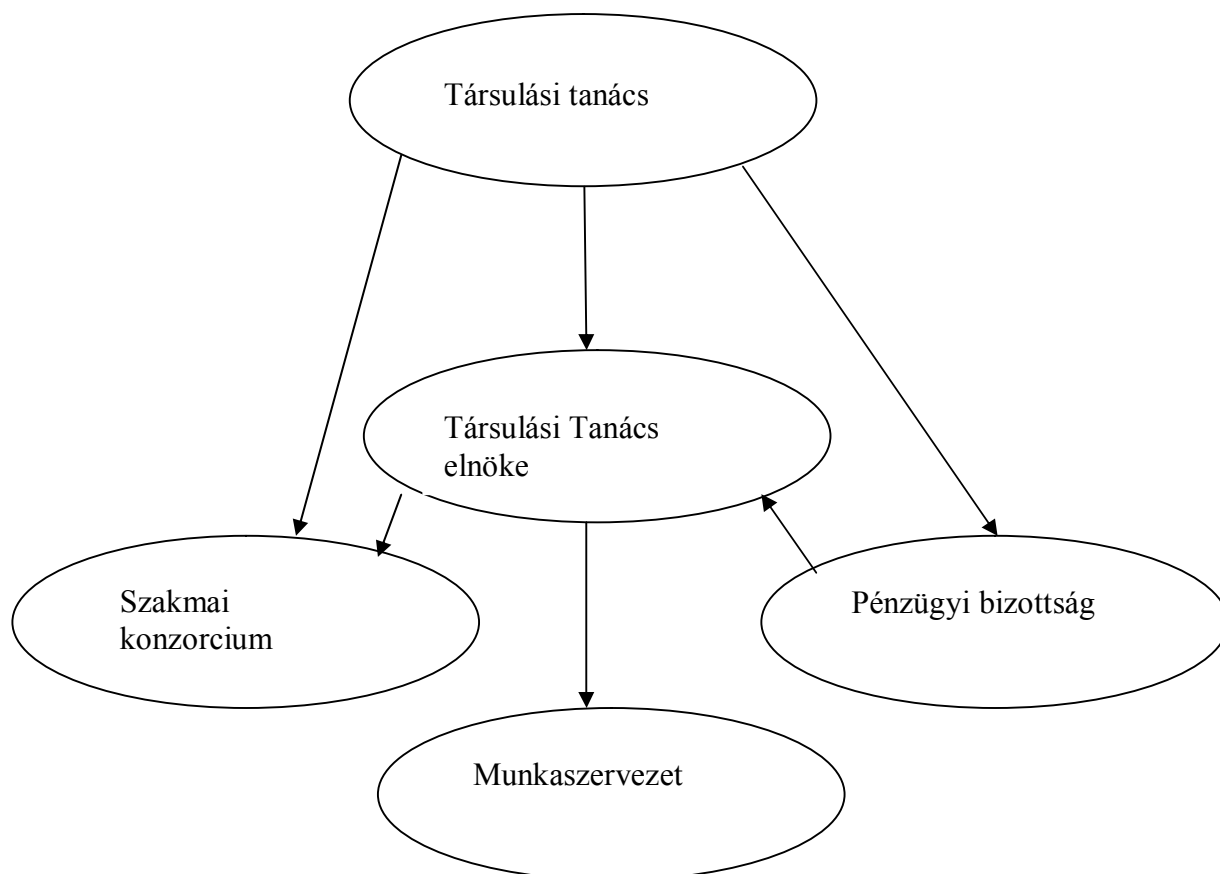 Társulási tanács
Társulási Tanács
elnöke
Szakmai
konzorcium
Pénzügyi bizottság
Munkaszervezet